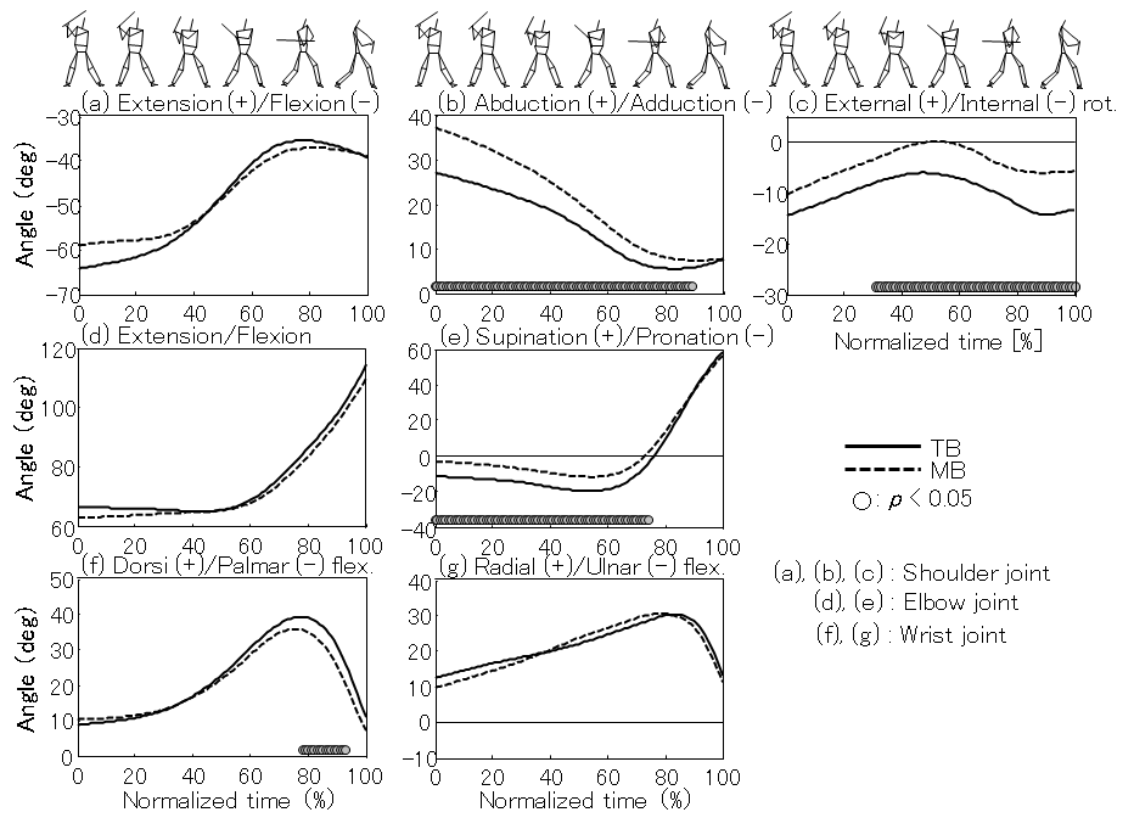 (a) Extension (+)/Flexion (−)
(b) Abduction (+)/Adduction (−)
(c) External (+)/Internal (−) rot.
Angle (deg)
−30
−40
−50
−60
−70
0 20 40 60 80 100
40
30
20
10
0
0 20 40 60 80 100
0
−10
−20
−30
0 20 40 60 80 100
Normalized time [%]
(d) Extension/Flexion
(e) Supination (+)/Pronation (−)
Angle (deg)
120
100
80
60
0 20 40 60 80 100
60
40
20
0
−20
−40
0 20 40 60 80 100
TB
MB
○: p < 0.05
(f) Dorsi (+)/Palmar (−) flex.
(g) Radial (+)/Ulnar (−) flex.
Angle (deg)
50
40
30
20
10
0
0 20 40 60 80 100
Normalized time (%)
40
30
20
10
0
−10
0 20 40 60 80 100
Normalized time (%)
(a), (b), (c) : Shoulder joint
(d), (e) : Elbow joint
(f), (g) : Wrist joint